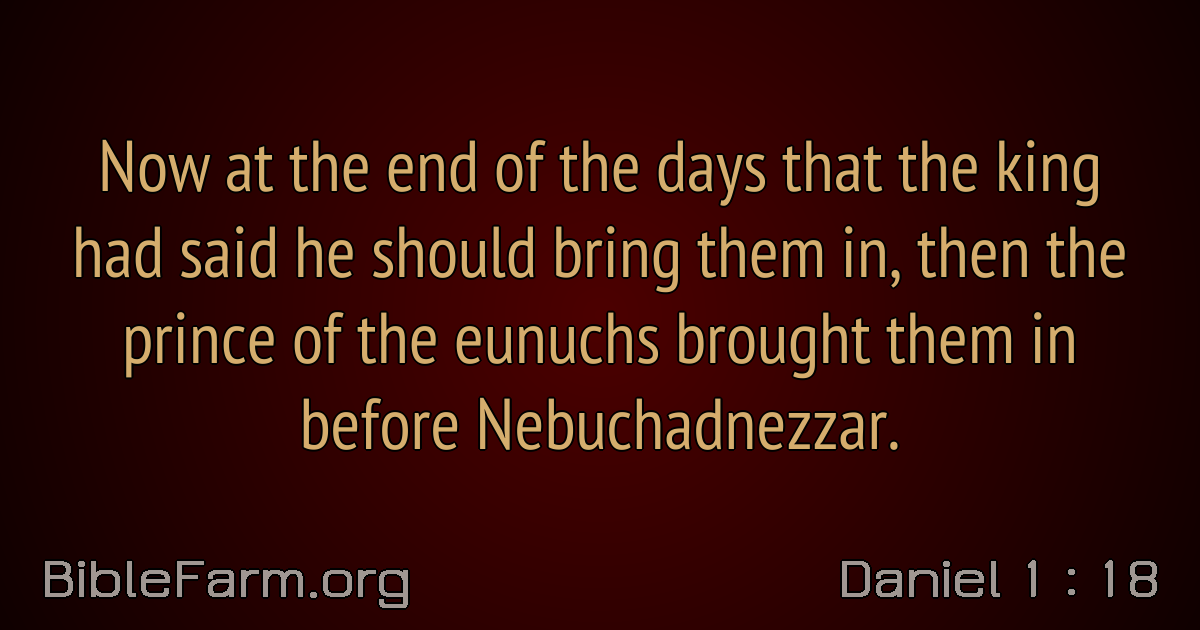 Now at the end of the days that the king
had said he should bring them in, then the
prince of the eunuchs brought them in
before Nebuchadnezzar.
BibleFarm.org
Daniel 1 : 18